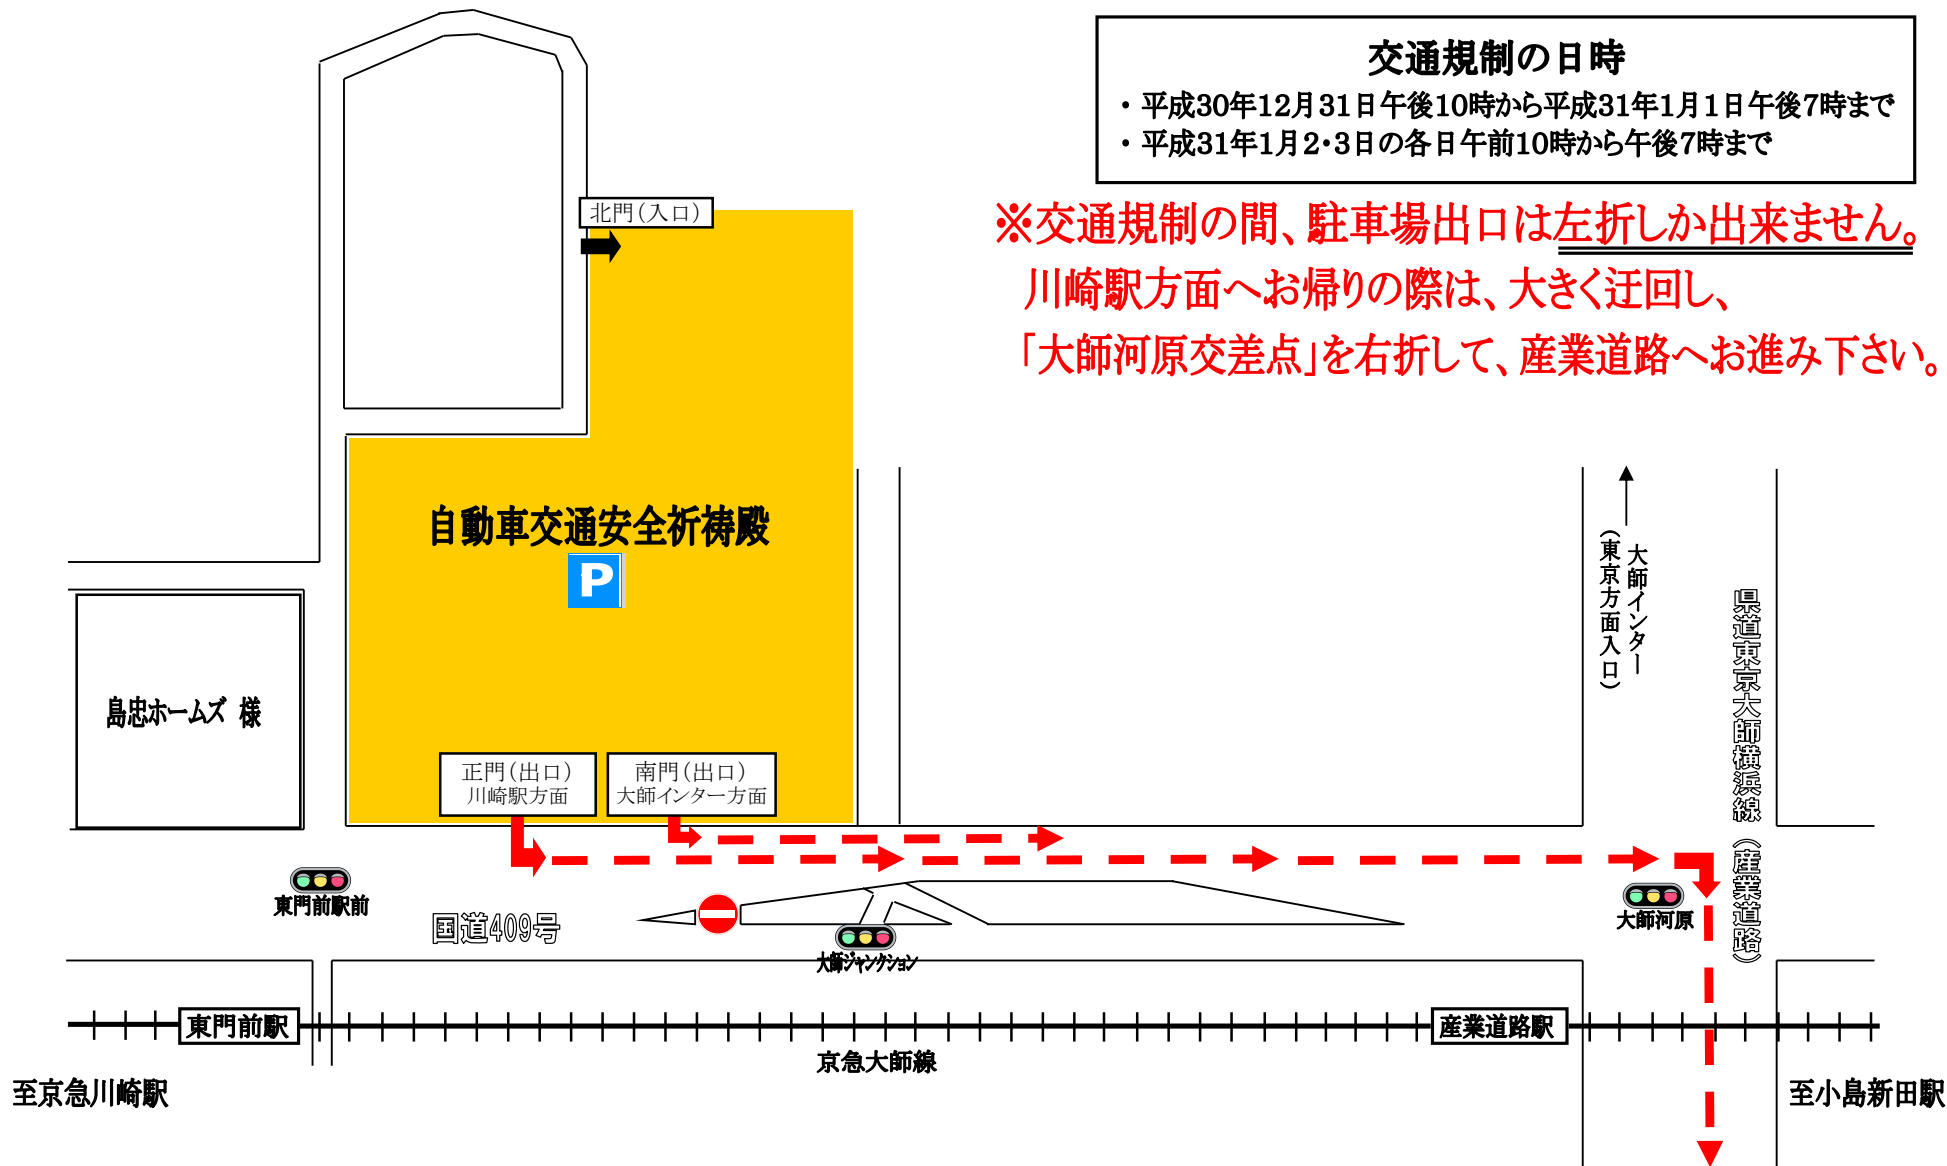 交通規制の日時
・平成30年12月31日午後10時から平成31年1月1日午後7時まで
・平成31年1月2・3日の各日午前10時から午後7時まで
※交通規制の間、駐車場出口は左折しか出来ません。
川崎駅方面へお帰りの際は、大きく迂回し、
「大師河原交差点」を右折して、産業道路へお進み下さい。
北門(入口)
自動車交通安全祈祷殿
P
大師インター
(東京方面入口)
県道東京大師横浜線(産業道路)
島忠ホームズ 様
正門(出口)
川崎駅方面
南門(出口)
大師インター方面
東門前駅前
国道409号
大師ジャンクション
大師河原
東門前駅
産業道路駅
京急大師線
至京急川崎駅
至小島新田駅